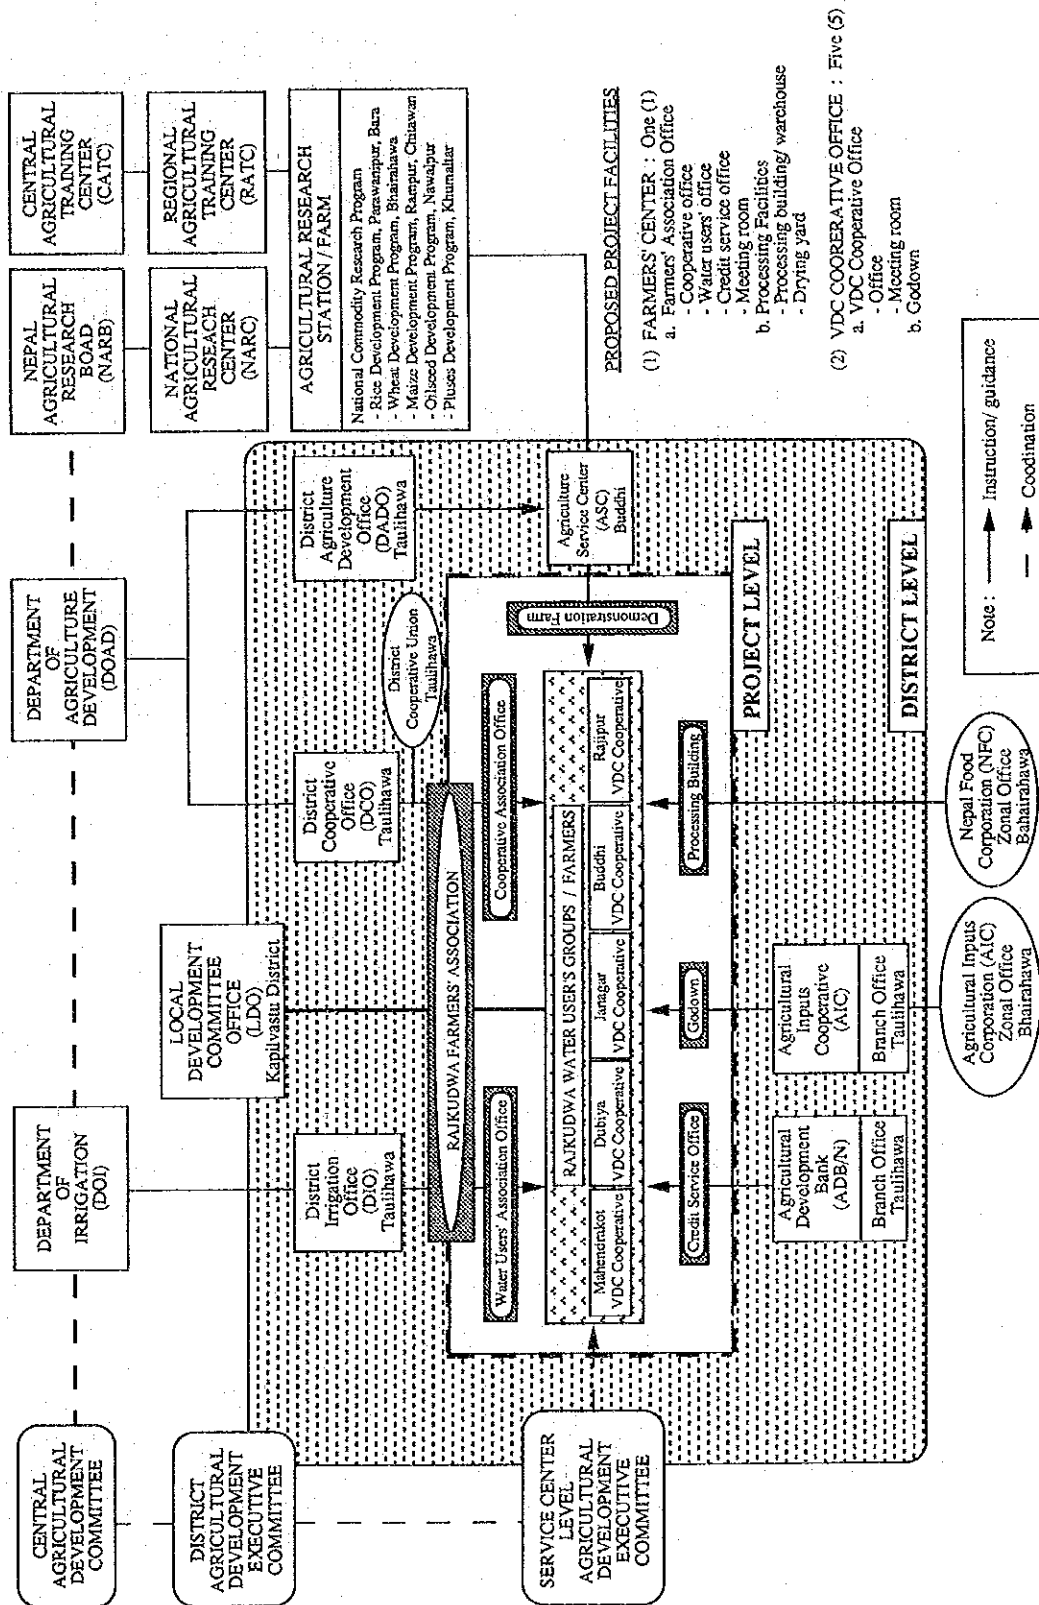 CENTRAL
AGRICULTURAL
DEVELOPMENT
COMMITTEE
DEPARTMENT
OF
IRRIGATION
(DOI)
DEPARTMENT
OF
AGRICULTURE
DEVELOPMENT
(DOAD)
NEPAL
AGRICULTURAL
RESEARCH
BOAD
(NARB)
CENTRAL
AGRICULTURAL
TRAINING
CENTER
(CATC)
DISTRICT
AGRICULTURAL
DEVELOPMENT
EXECUTIVE
COMMITTEE
LOCAL
DEVELOPMENT
COMMITTEE
OFFICE
(LDO)
Kapilvastu District
NATIONAL
AGRICULTURAL
RESEACH
CENTER
(NARC)
REGIONAL
AGRICULTURAL
TRAINING
CENTER
(RATC)
District
Irrigation
Office
(DIO)
Taulihawa
District
Cooperative
Office
(DCO)
Taulihawa
District
Agriculture
Development
Office
(DADO)
Taulihawa
AGRICULTURAL RESEARCH
STATION / FARM
National Commodity Research Program
- Rice Development Program, Parawanipur, Bara
- Wheat Development Program, Bhairahawa
- Maize Development Program, Rampur, Chitawan
- Oilseed Development Program, Nawalpur
- Pluses Development Program, Khumaltar
District
Cooperative Union
Taulihawa
RAJKUDWA FARMERS' ASSOCIATION
Water Users' Association Office
Cooperative Association Office
SERVICE CENTER
LEVEL
AGRICULTURAL
DEVELOPMENT
EXECUTIVE
COMMITTEE
RAJKUDWA WATER USER'S GROUPS / FARMERS
Mahendrakot
VDC Cooperative
Dubiya
VDC Cooperative
Janagar
VDC Cooperative
Budhi
VDC Cooperative
Rajipur
VDC Cooperative
Demonstration Farm
Agriculture
Service Center
(ASC)
Buddhi
Credit Service Office
Godown
Processing Building
PROJECT LEVEL
Agricultural
Development
Bank
(ADB/N)
Branch Office
Taulihawa
Agricultural
Inputs
Cooperative
(AIC)
Branch Office
Taulihawa
DISTRICT LEVEL
Agricultural Inputs
Corporation (AIC)
Zonal Office
Bhairahawa
Nepal Food
Corporation (NFC)
Zonal Office
Bahairahawa
PROPOSED PROJECT FACILITIES
(1) FARMERS' CENTER : One (1)
a. Farmers' Association Office
- Cooperative office
- Water users' office
- Credit service office
- Meeting room
b. Processing Facilities
- Processing building/ warehouse
- Drying yard
(2) VDC COORERATIVE OFFICE : Five (5)
a. VDC Cooperative Office
- Office
- Meeting room
b. Godown
Note :
Instruction/ guidance
Coodination